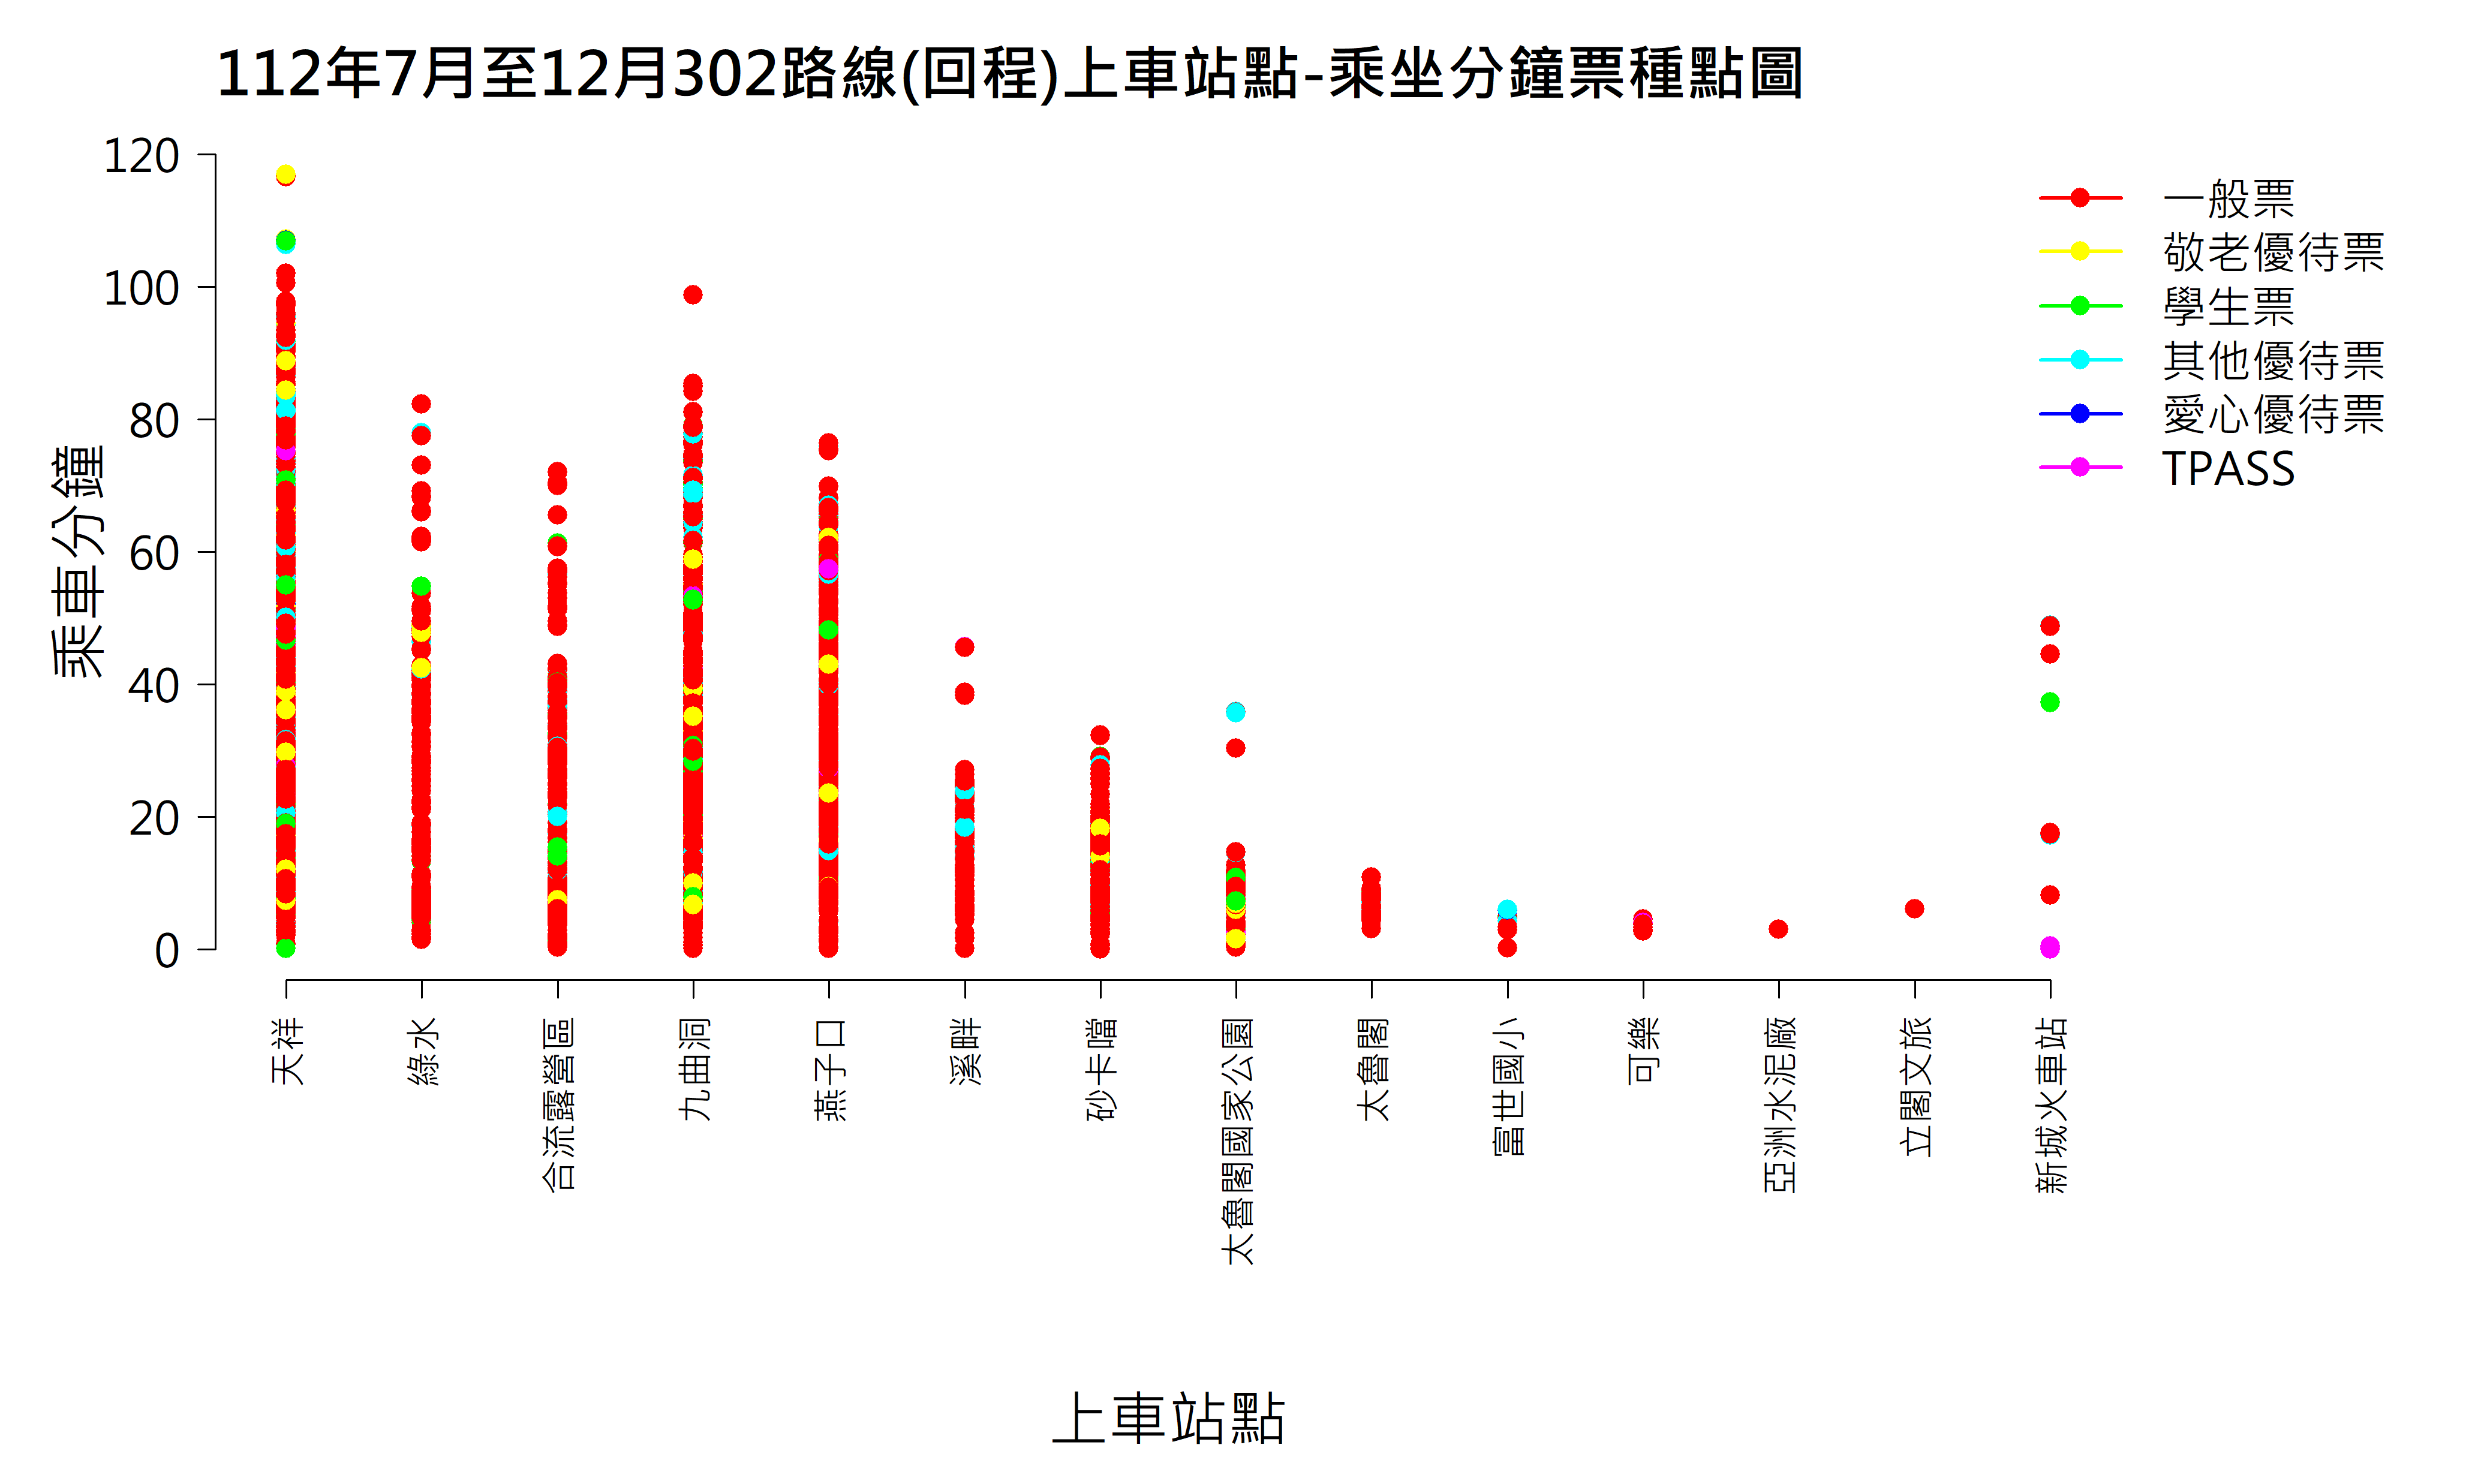 112年7月至12月302路線(回程)上車站點-乘坐分鐘票種點圖
120
100
80
60
40
20
0
乘車分鐘
一般票
敬老優待票
學生票
其他優待票
愛心優待票
TPASS
天祥
綠水
合流露營區
九曲洞
燕子口
溪畔
砂卡噹
太魯閣國家公園
太魯閣
富世國小
可樂
亞洲水泥廠
立閣文旅
新城火車站
上車站點